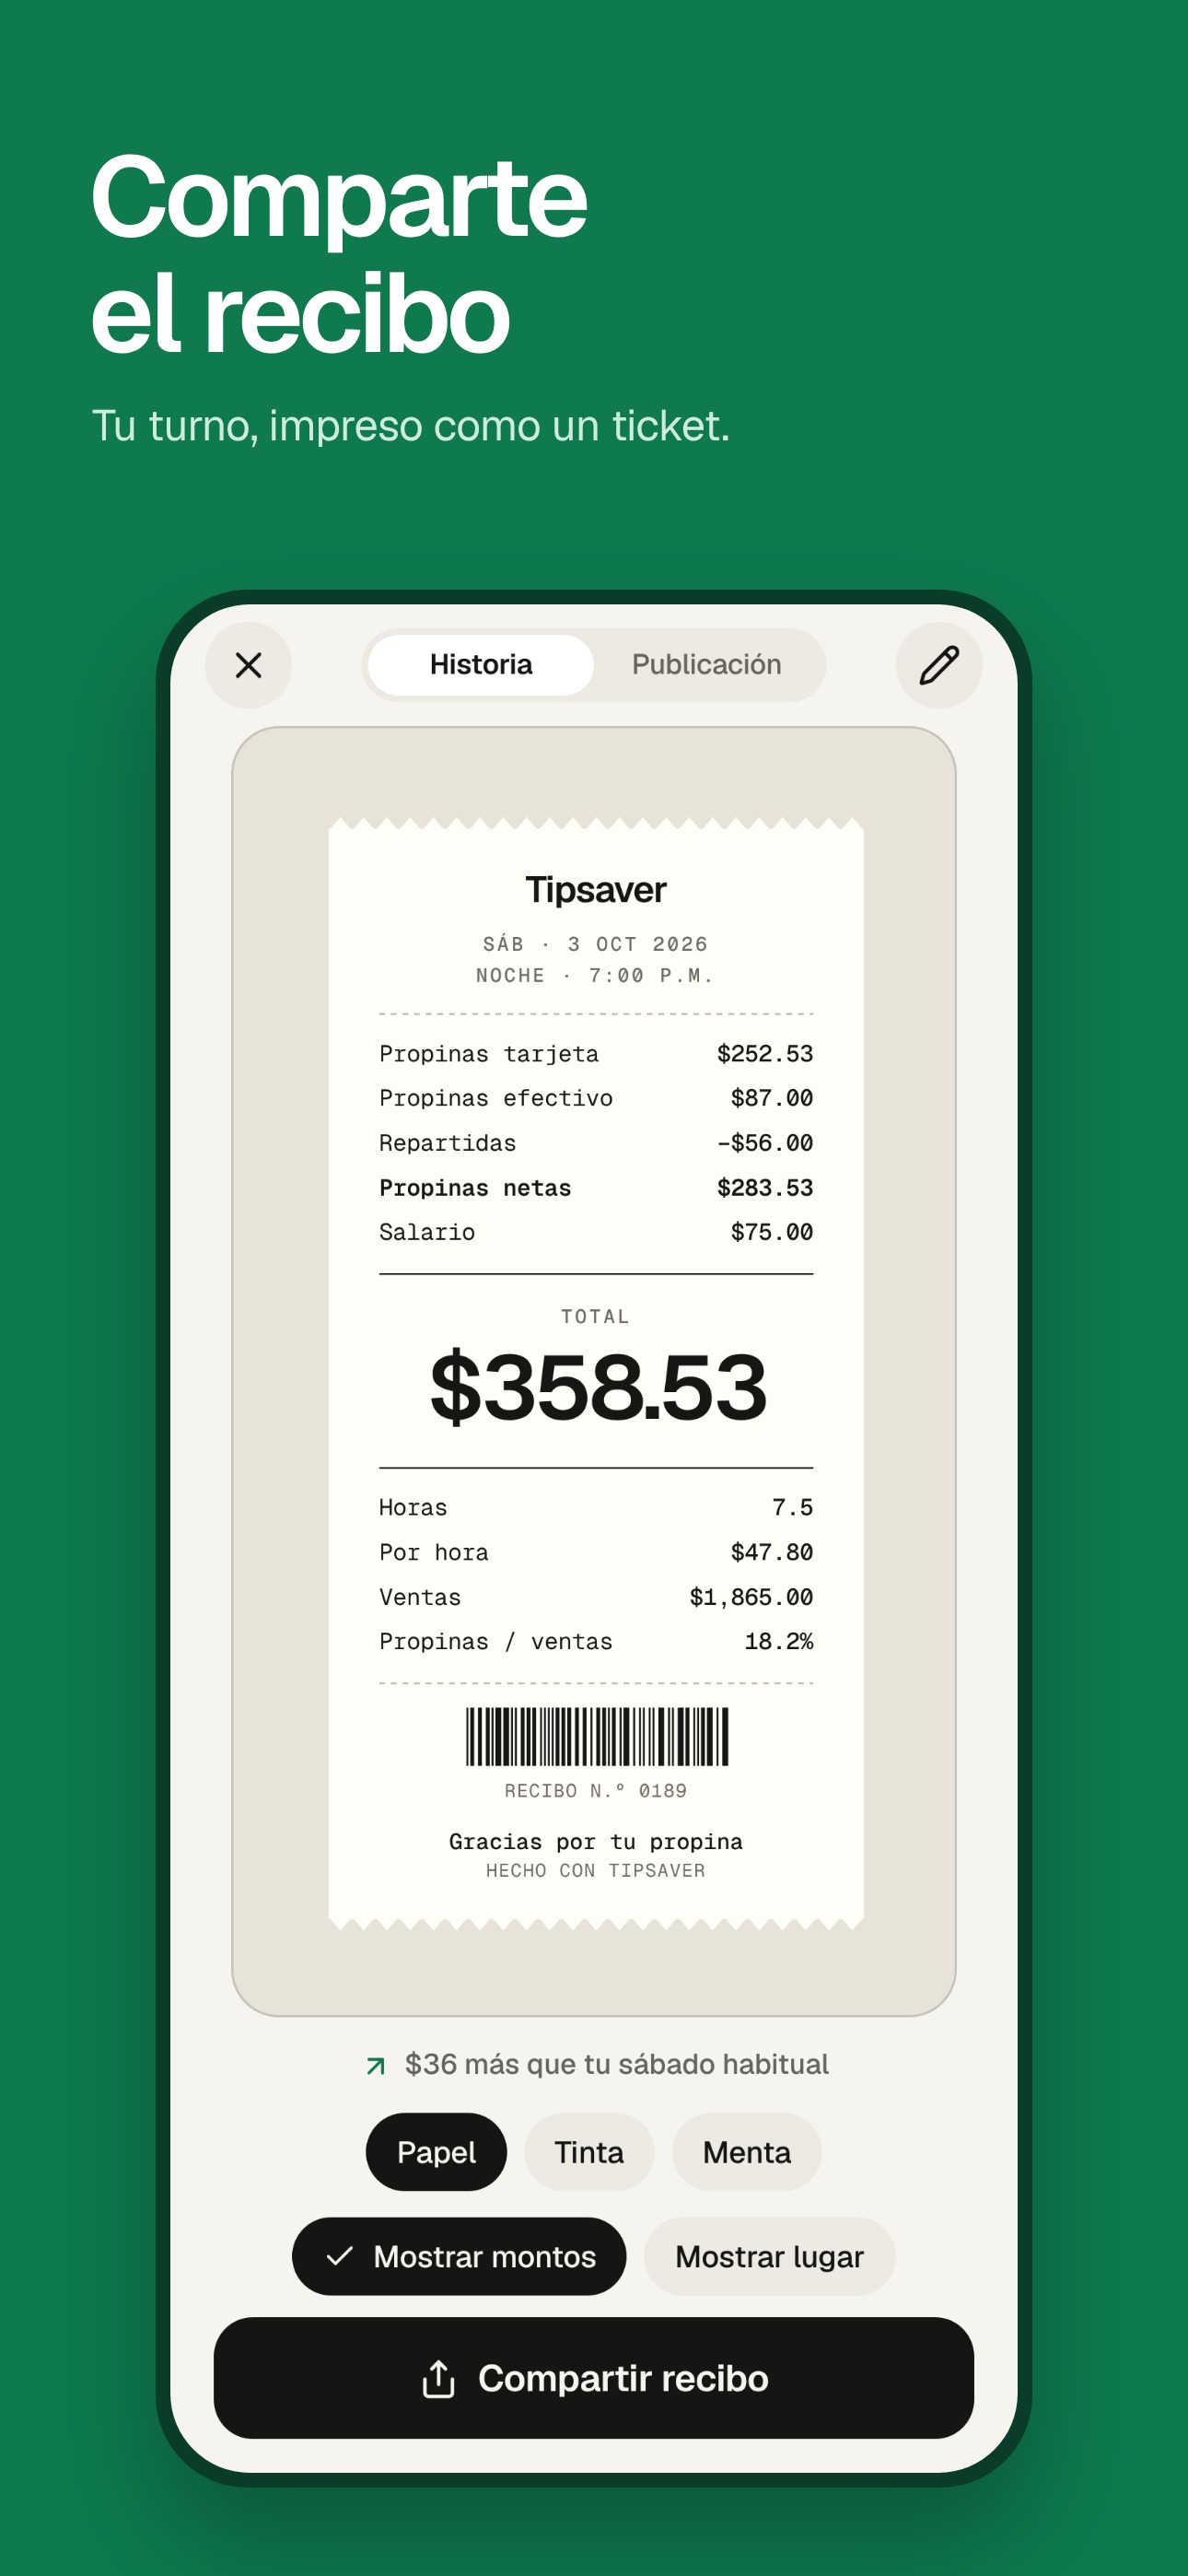 Comparte
el recibo
Tu turno, impreso como un ticket.
Historia Publicación
Tipsaver
SÁB · 3 OCT 2026
NOCHE · 7:00 P.M.
Propinas tarjeta $252.53
Propinas efectivo $87.00
Repartidas −$56.00
Propinas netas $283.53
Salario $75.00
TOTAL
$358.53
Horas 7.5
Por hora $47.80
Ventas $1,865.00
Propinas / ventas 18.2%
RECIBO N.º 0189
Gracias por tu propina
HECHO CON TIPSAVER
$36 más que tu sábado habitual
Papel Tinta Menta
Mostrar montos Mostrar lugar
Compartir recibo